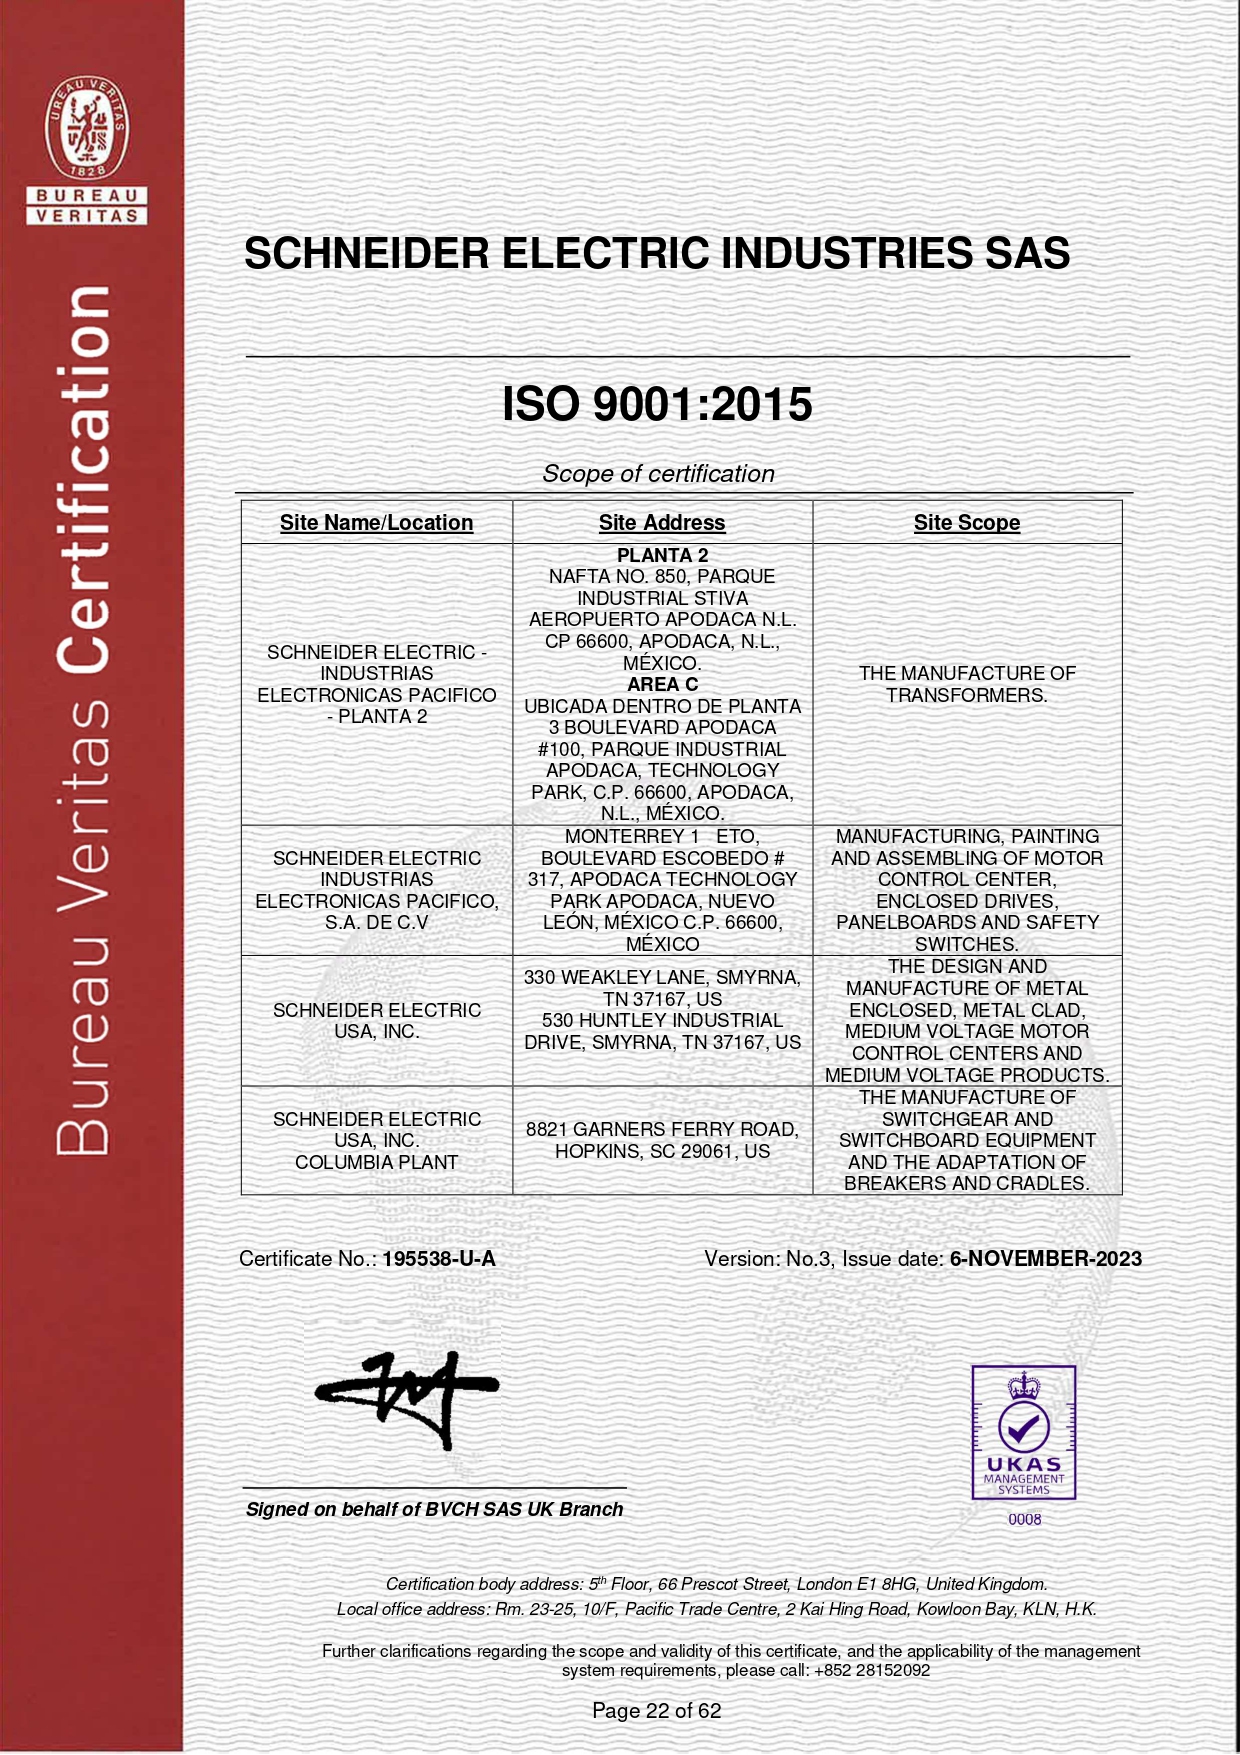 BUREAU VERITAS
1828
BUREAU
VERITAS
Bureau Veritas Certification
SCHNEIDER ELECTRIC INDUSTRIES SAS
ISO 9001:2015
Scope of certification
Site Name/Location
Site Address
Site Scope
SCHNEIDER ELECTRIC -
INDUSTRIAS
ELECTRONICAS PACIFICO
- PLANTA 2
PLANTA 2
NAFTA NO. 850, PARQUE
INDUSTRIAL STIVA
AEROPUERTO APODACA N.L.
CP 66600, APODACA, N.L.,
MÉXICO.
AREA C
UBICADA DENTRO DE PLANTA
3 BOULEVARD APODACA
#100, PARQUE INDUSTRIAL
APODACA, TECHNOLOGY
PARK, C.P. 66600, APODACA,
N.L., MÉXICO.
THE MANUFACTURE OF
TRANSFORMERS.
SCHNEIDER ELECTRIC
INDUSTRIAS
ELECTRONICAS PACIFICO,
S.A. DE C.V
MONTERREY 1   ETO,
BOULEVARD ESCOBEDO #
317, APODACA TECHNOLOGY
PARK APODACA, NUEVO
LEÓN, MÉXICO C.P. 66600,
MÉXICO
MANUFACTURING, PAINTING
AND ASSEMBLING OF MOTOR
CONTROL CENTER,
ENCLOSED DRIVES,
PANELBOARDS AND SAFETY
SWITCHES.
SCHNEIDER ELECTRIC
USA, INC.
330 WEAKLEY LANE, SMYRNA,
TN 37167, US
530 HUNTLEY INDUSTRIAL
DRIVE, SMYRNA, TN 37167, US
THE DESIGN AND
MANUFACTURE OF METAL
ENCLOSED, METAL CLAD,
MEDIUM VOLTAGE MOTOR
CONTROL CENTERS AND
MEDIUM VOLTAGE PRODUCTS.
SCHNEIDER ELECTRIC
USA, INC.
COLUMBIA PLANT
8821 GARNERS FERRY ROAD,
HOPKINS, SC 29061, US
THE MANUFACTURE OF
SWITCHGEAR AND
SWITCHBOARD EQUIPMENT
AND THE ADAPTATION OF
BREAKERS AND CRADLES.
Certificate No.: 195538-U-A
Version: No.3, Issue date: 6-NOVEMBER-2023
Signed on behalf of BVCH SAS UK Branch
UKAS
MANAGEMENT
SYSTEMS
0008
Certification body address: 5th Floor, 66 Prescot Street, London E1 8HG, United Kingdom.
Local office address: Rm. 23-25, 10/F, Pacific Trade Centre, 2 Kai Hing Road, Kowloon Bay, KLN, H.K.
Further clarifications regarding the scope and validity of this certificate, and the applicability of the management
system requirements, please call: +852 28152092
Page 22 of 62